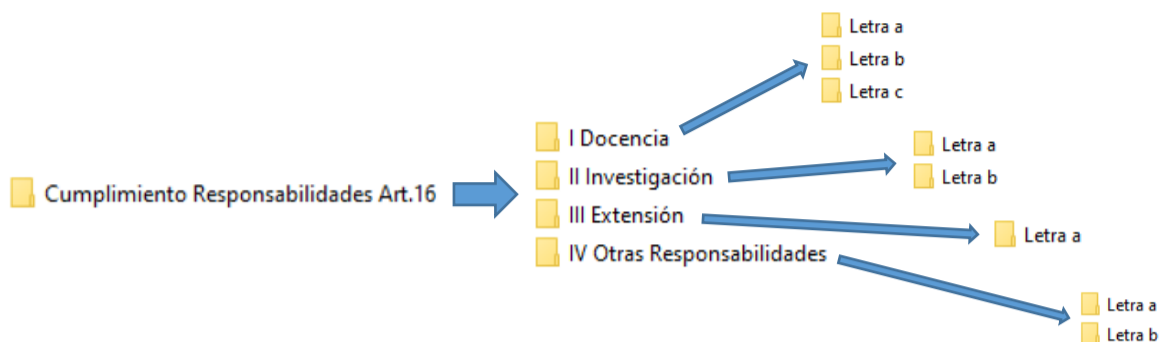 Letra a
Letra b
Letra c
I Docencia
II Investigación
III Extensión
IV Otras Responsabilidades
Cumplimiento Responsabilidades Art.16
Letra a
Letra b
Letra a
Letra a
Letra b